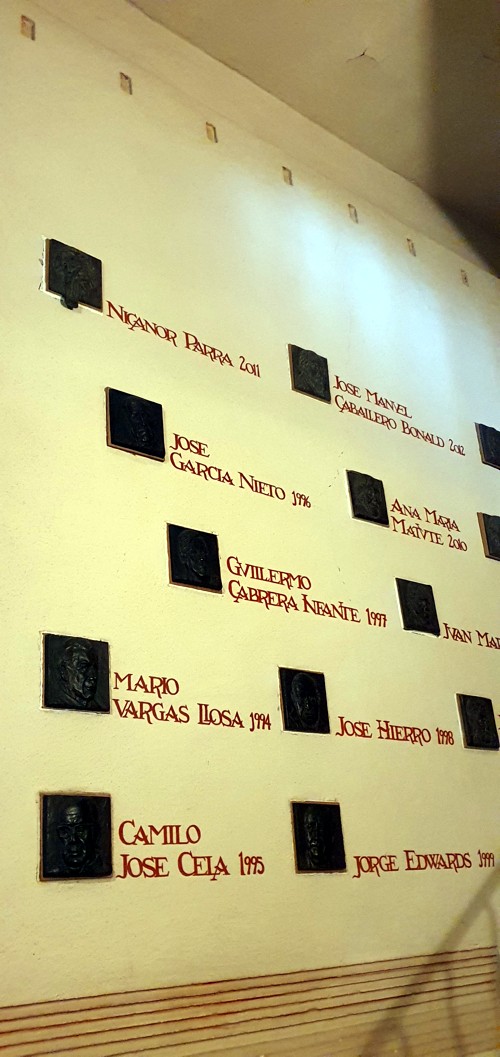 NICANOR PARRA 2011
JOSE MANUEL
CABALLERO BONALD 2012
JOSE
GARCIA NIETO 1996
ANA MARIA
MATUTE 2010
GUILLERMO
CABRERA INFANTE 1997
JUAN
MARIO
VARGAS LLOSA 1994
JOSE HIERRO 1998
CAMILO
JOSE CELA 1995
JORGE EDWARDS 1999